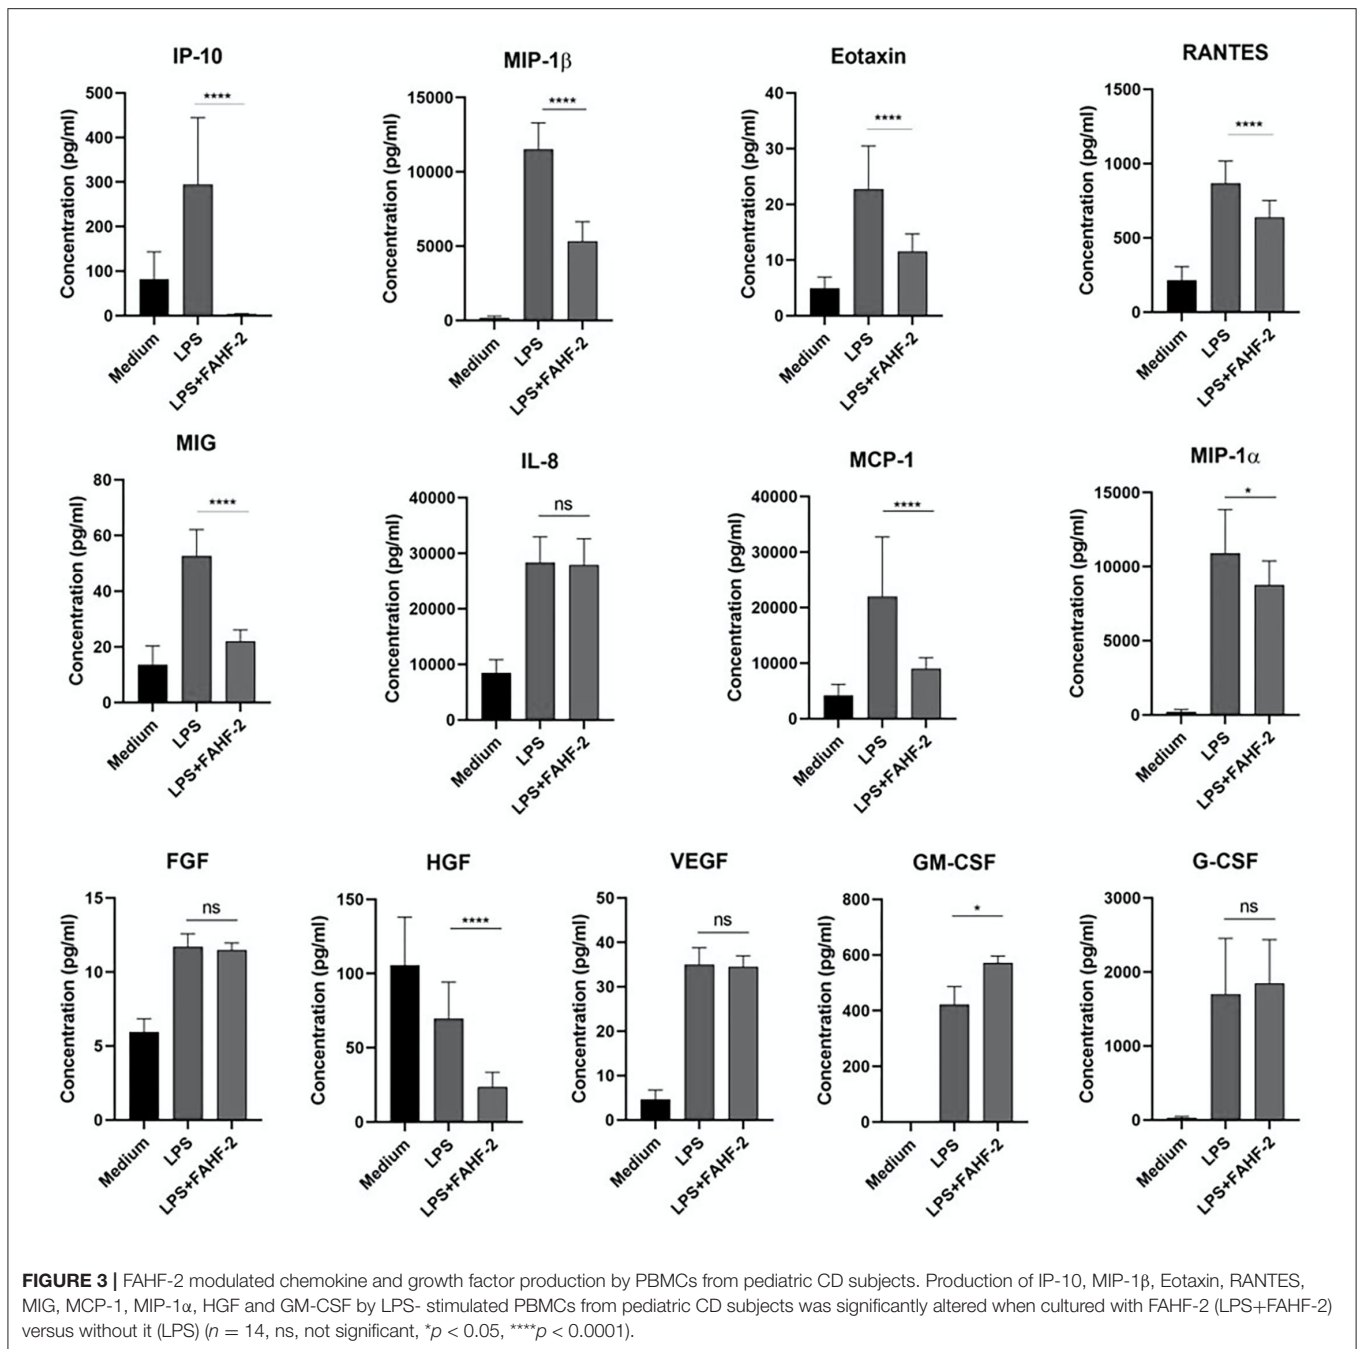 IP-10
Concentration (pg/ml)
500
400
300
200
100
0
****
Medium
LPS
LPS+FAHF-2
MIP-1β
Concentration (pg/ml)
15000
10000
5000
0
****
Medium
LPS
LPS+FAHF-2
Eotaxin
Concentration (pg/ml)
40
30
20
10
0
****
Medium
LPS
LPS+FAHF-2
RANTES
Concentration (pg/ml)
1500
1000
500
0
****
Medium
LPS
LPS+FAHF-2
MIG
Concentration (pg/ml)
80
60
40
20
0
****
Medium
LPS
LPS+FAHF-2
IL-8
Concentration (pg/ml)
40000
30000
20000
10000
0
ns
Medium
LPS
LPS+FAHF-2
MCP-1
Concentration (pg/ml)
40000
30000
20000
10000
0
****
Medium
LPS
LPS+FAHF-2
MIP-1α
Concentration (pg/ml)
15000
10000
5000
0
*
Medium
LPS
LPS+FAHF-2
FGF
Concentration (pg/ml)
15
10
5
0
ns
Medium
LPS
LPS+FAHF-2
HGF
Concentration (pg/ml)
150
100
50
0
****
Medium
LPS
LPS+FAHF-2
VEGF
Concentration (pg/ml)
50
40
30
20
10
0
ns
Medium
LPS
LPS+FAHF-2
GM-CSF
Concentration (pg/ml)
800
600
400
200
0
*
Medium
LPS
LPS+FAHF-2
G-CSF
Concentration (pg/ml)
3000
2000
1000
0
ns
Medium
LPS
LPS+FAHF-2
FIGURE 3 | FAHF-2 modulated chemokine and growth factor production by PBMCs from pediatric CD subjects. Production of IP-10, MIP-1β, Eotaxin, RANTES,
MIG, MCP-1, MIP-1α, HGF and GM-CSF by LPS- stimulated PBMCs from pediatric CD subjects was significantly altered when cultured with FAHF-2 (LPS+FAHF-2)
versus without it (LPS) (n = 14, ns, not significant, *p < 0.05, ****p < 0.0001).